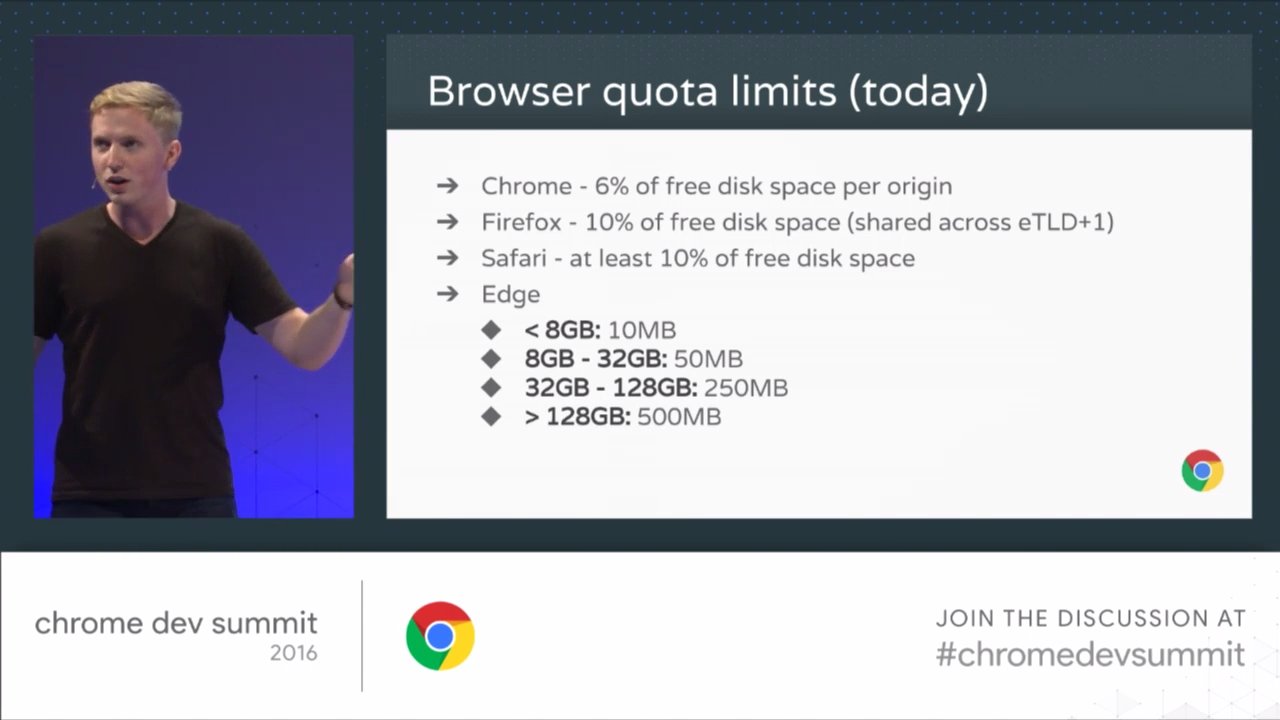 Browser quota limits (today)
➔ Chrome - 6% of free disk space per origin
➔ Firefox - 10% of free disk space (shared across eTLD+1)
➔ Safari - at least 10% of free disk space
➔ Edge
◆ < 8GB: 10MB
◆ 8GB - 32GB: 50MB
◆ 32GB - 128GB: 250MB
◆ > 128GB: 500MB
chrome dev summit
2016
JOIN THE DISCUSSION AT
#chromedevsummit